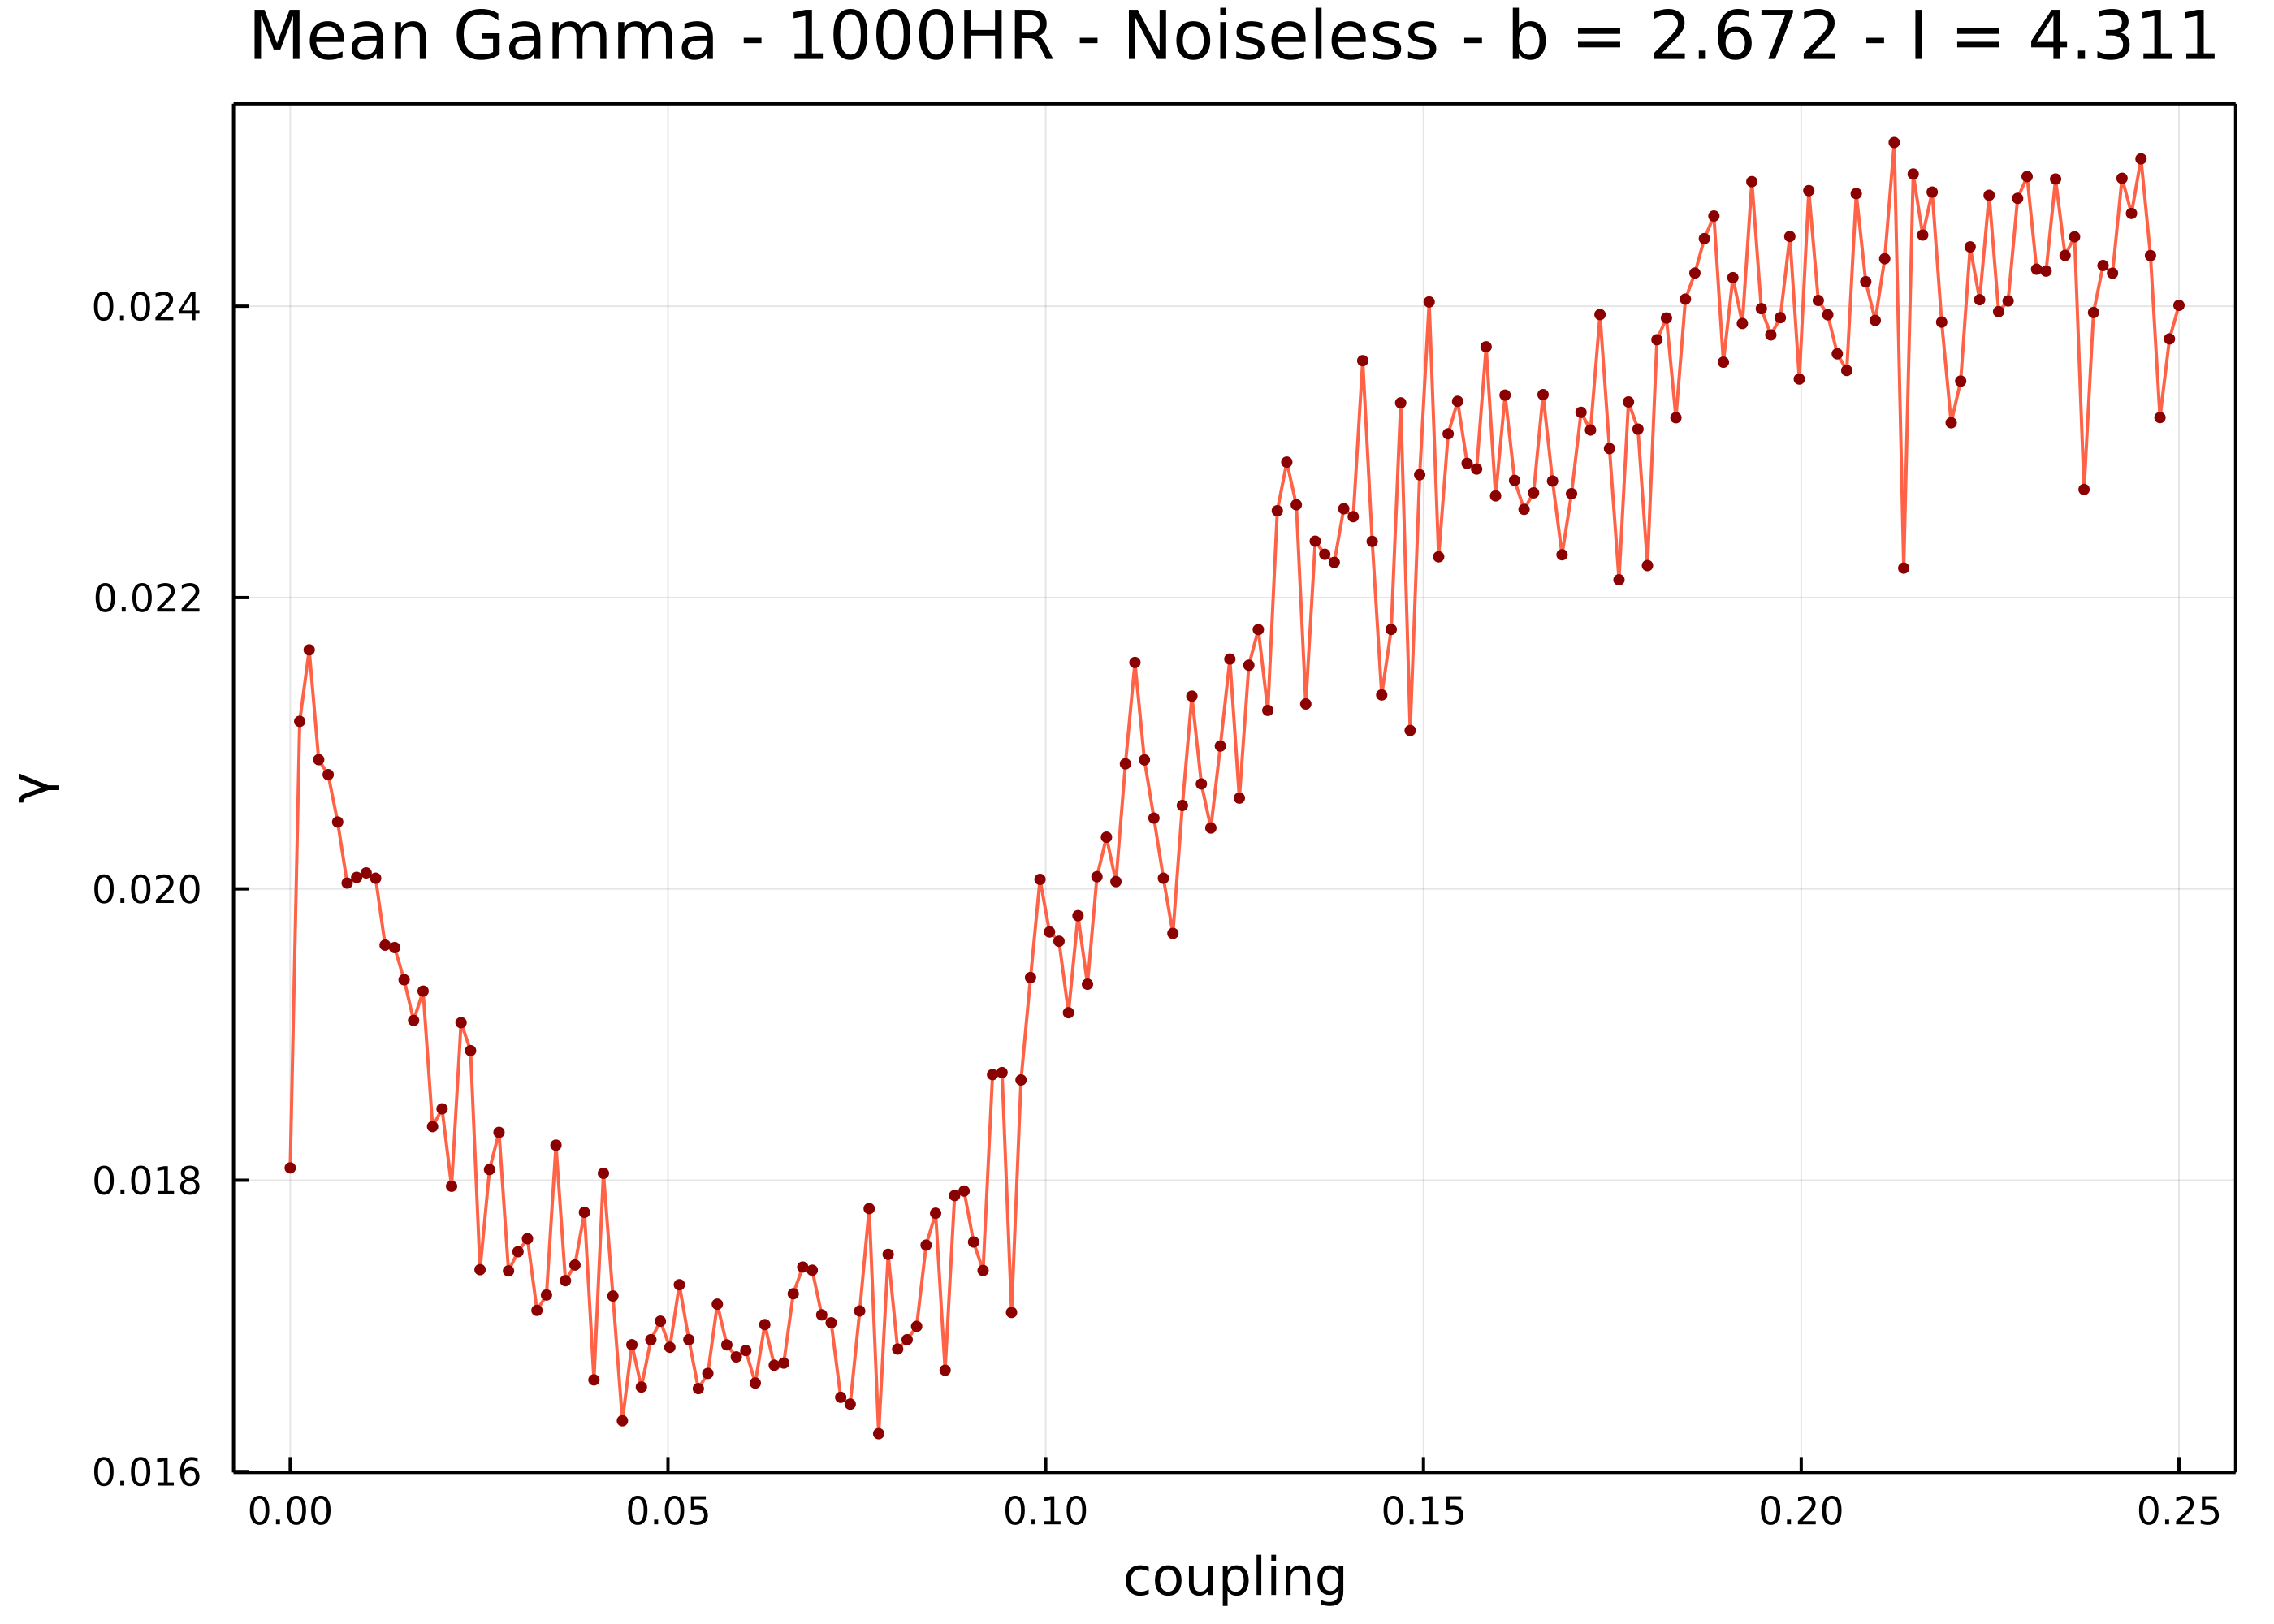 Mean Gamma - 1000HR - Noiseless - b = 2.672 - I = 4.311
γ
0.024
0.022
0.020
0.018
0.016
0.00 0.05 0.10 0.15 0.20 0.25
coupling